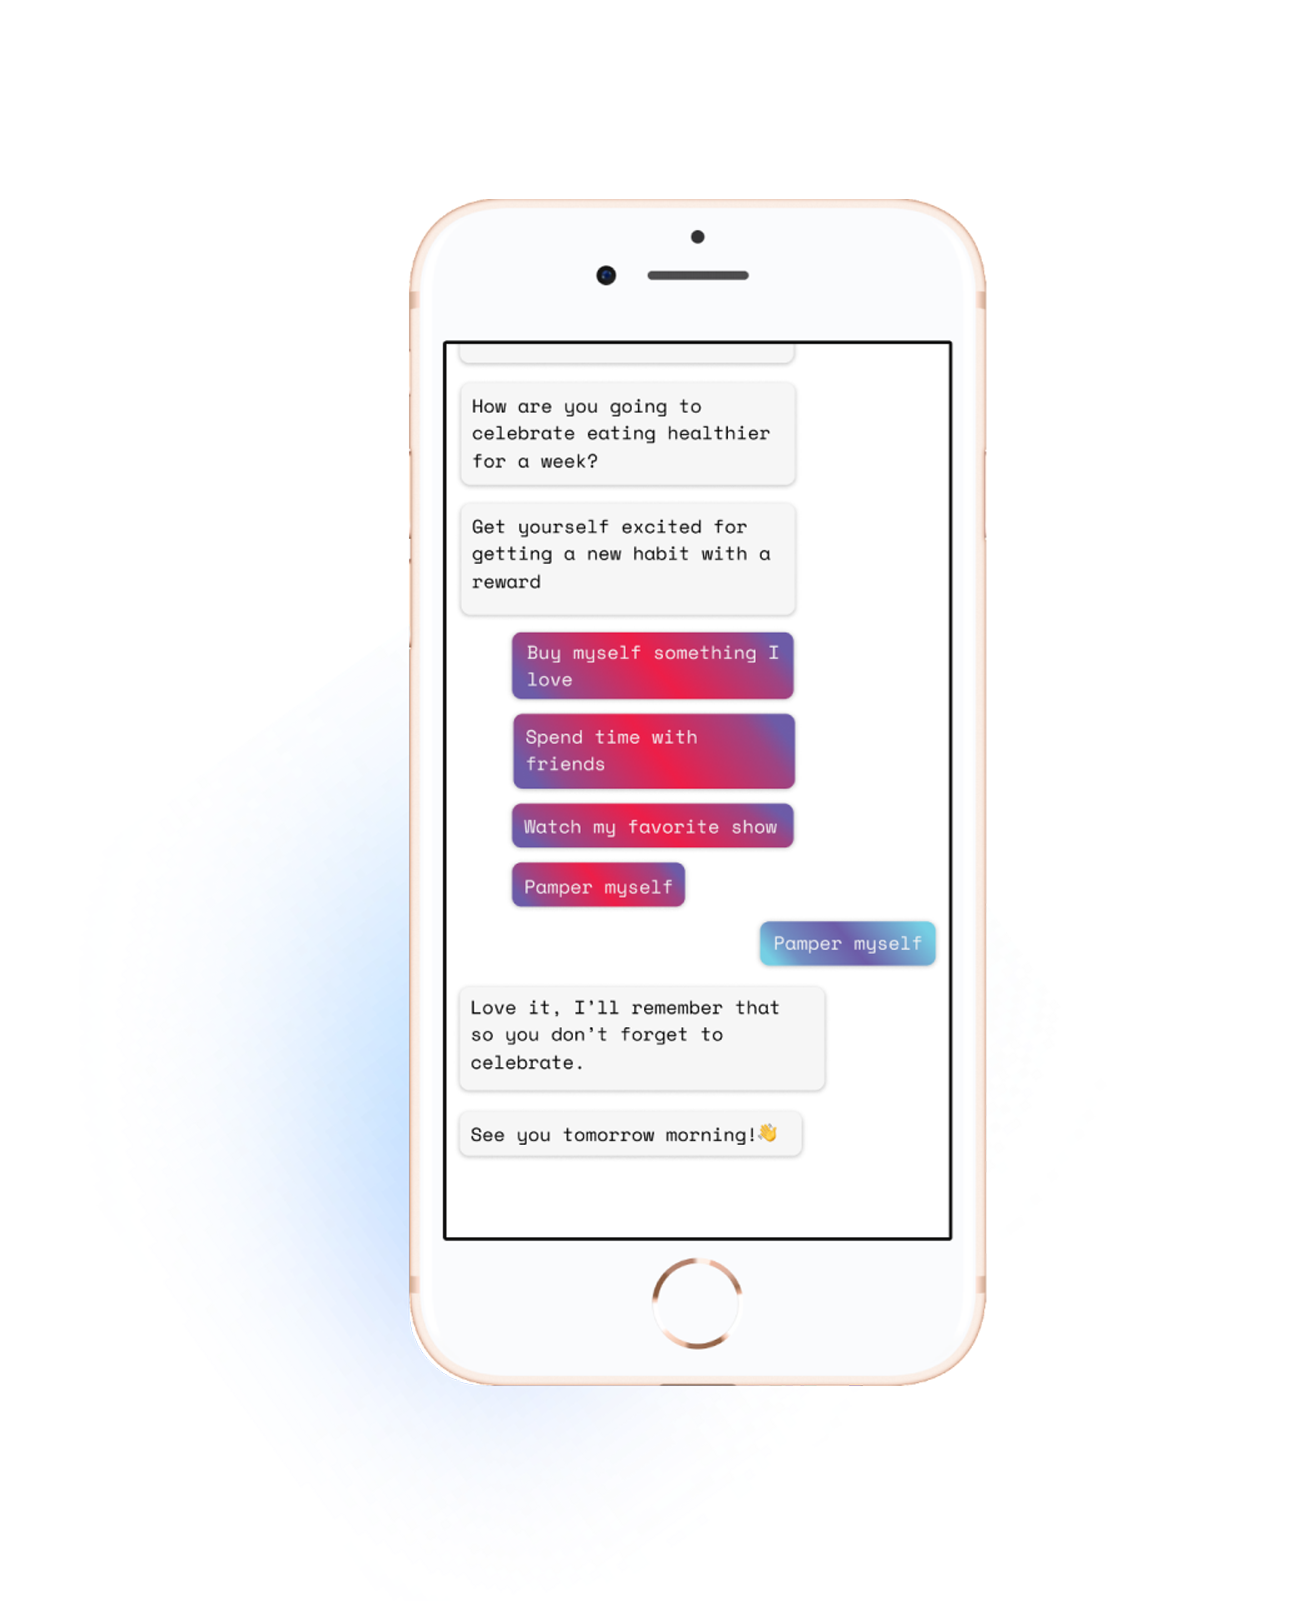 How are you going to
celebrate eating healthier
for a week?
Get yourself excited for
getting a new habit with a
reward
Buy myself something I
love
Spend time with
friends
Watch my favorite show
Pamper myself
Pamper myself
Love it, I’ll remember that
so you don’t forget to
celebrate.
See you tomorrow morning!👋